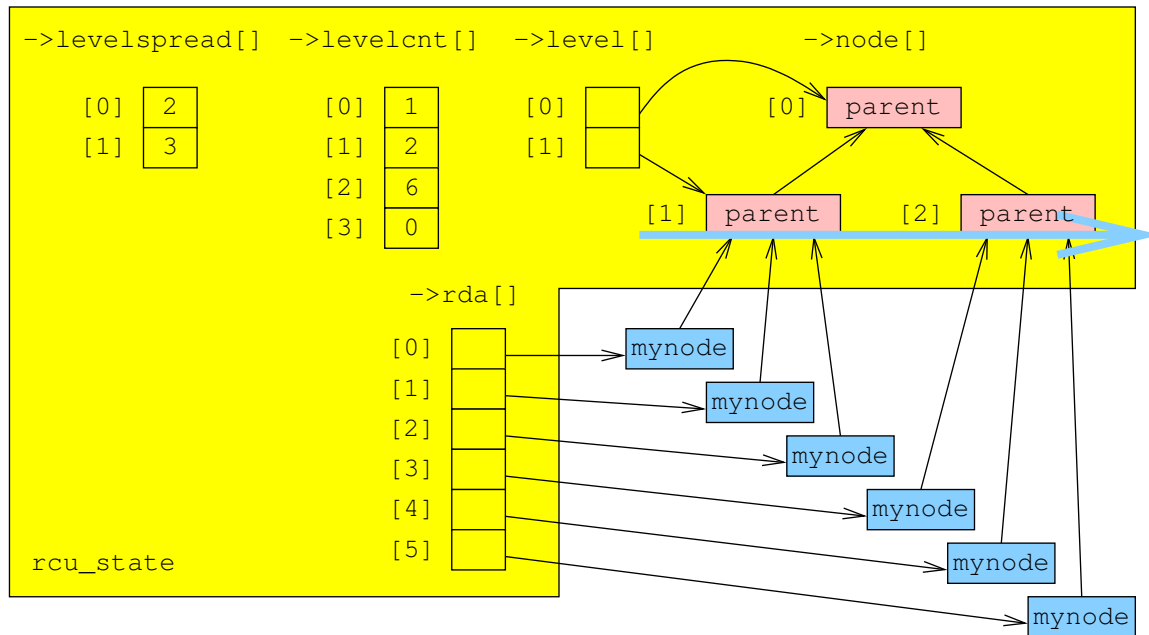 ->levelspread[] ->levelcnt[] ->level[] ->node[]
[0] 2 [0] 1 [0] [0] parent
[1] 3 [1] 2 [1]
[2] 6
[1] parent [2] parent
[3] 0
->rda[]
[0] mynode
[1] mynode
[2] mynode
[3] mynode
[4] mynode
[5] mynode
rcu_state